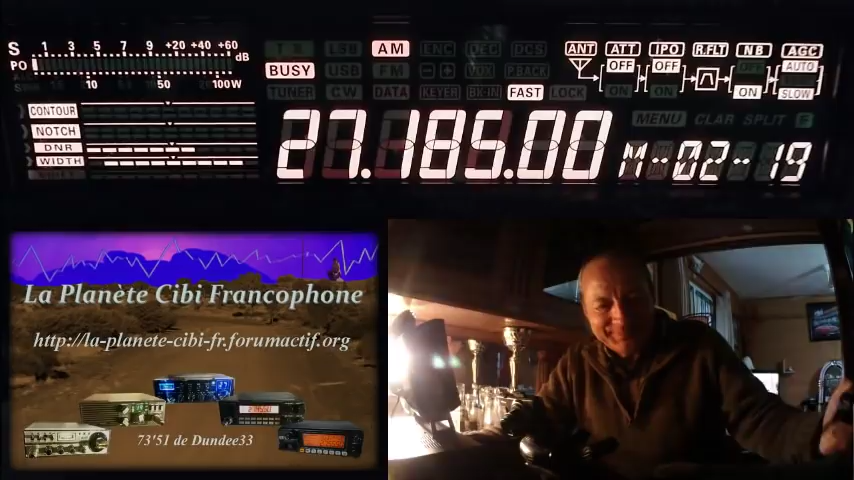 S 1 3 5 7 9 +20 +40 +60 dB
PO 10 50 100W
AM
BUSY
LSB ENC DEC DCS
USB FM VOX P.BACK
TUNER CW DATA KEYER BK-IN FAST LOCK
ANT ATT IPO R.FLT NB AGC
OFF OFF OFF AUTO
ON ON ON SLOW
CONTOUR
NOTCH
DNR
WIDTH
MENU CLAR SPLIT
27.185.00 M-02-19
La Planète Cibi Francophone
http://la-planete-cibi-fr.forumactif.org
73'51 de Dundee33